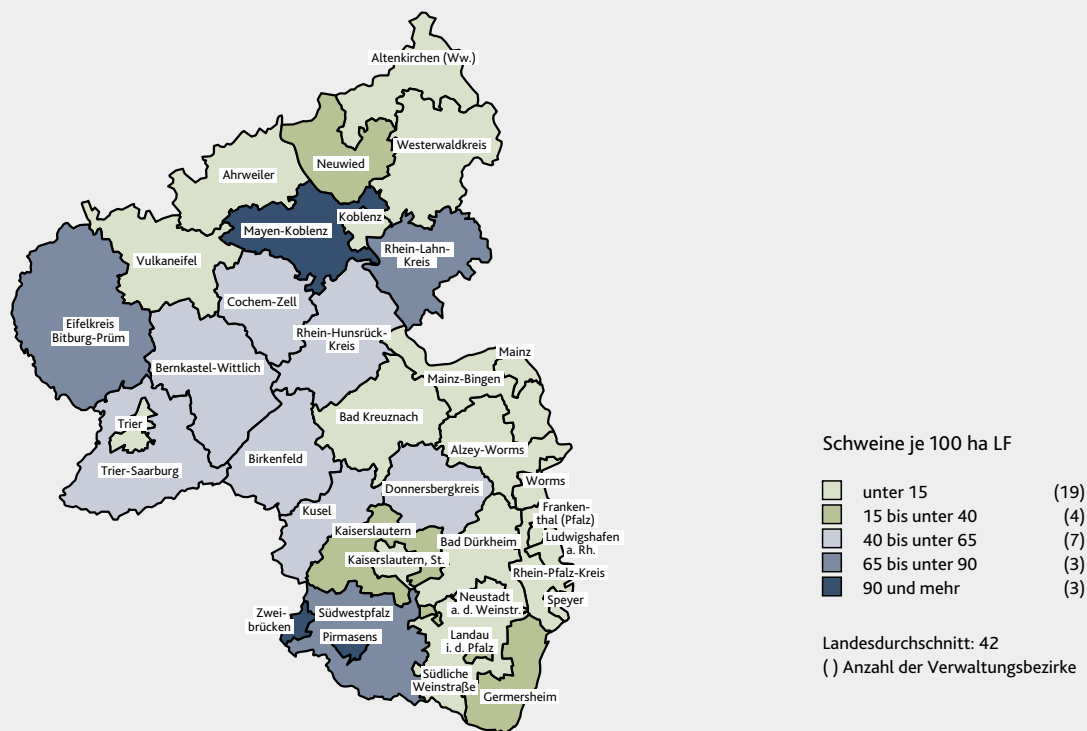 Altenkirchen (Ww.)
Westerwaldkreis
Neuwied
Ahrweiler
Koblenz
Mayen-Koblenz
Rhein-Lahn-
Kreis
Vulkaneifel
Cochem-Zell
Eifelkreis
Bitburg-Prüm
Rhein-Hunsrück-
Kreis
Mainz
Bernkastel-Wittlich
Mainz-Bingen
Bad Kreuznach
Trier
Alzey-Worms
Birkenfeld
Trier-Saarburg
Donnersbergkreis
Worms
Kusel
Franken-
thal (Pfalz)
Kaiserslautern
Ludwigshafen
a. Rh.
Bad Dürkheim
Kaiserslautern, St.
Rhein-Pfalz-Kreis
Neustadt
a. d. Weinstr.
Speyer
Zwei-
brücken
Südwestpfalz
Pirmasens
Landau
i. d. Pfalz
Südliche
Weinstraße
Germersheim
Schweine je 100 ha LF
unter 15 (19)
15 bis unter 40 (4)
40 bis unter 65 (7)
65 bis unter 90 (3)
90 und mehr (3)
Landesdurchschnitt: 42
( ) Anzahl der Verwaltungsbezirke